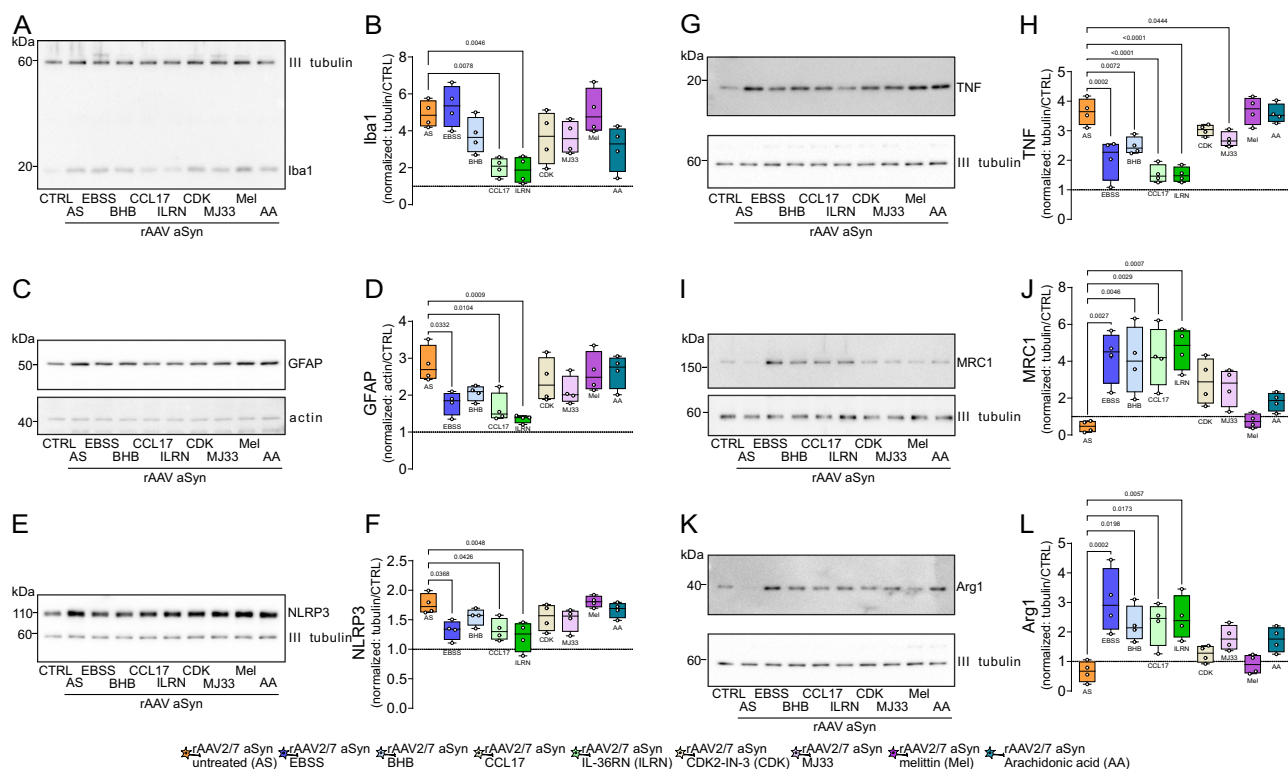 A
kDa
60
III tubulin
20
Iba1
CTRL EBSS CCL17 CDK Mel
AS BHB ILRN MJ33 AA
rAAV aSyn
B
Iba1
(normalized: tubulin/CTRL)
8
6
4
2
0
0.0046
0.0078
AS
EBSS
BHB
CCL17
ILRN
CDK
MJ33
Mel
AA
C
kDa
50
GFAP
40
actin
CTRL EBSS CCL17 CDK Mel
AS BHB ILRN MJ33 AA
rAAV aSyn
D
GFAP
(normalized: actin/CTRL)
4
3
2
1
0
0.0009
0.0104
0.0332
AS
EBSS
BHB
CCL17
ILRN
CDK
MJ33
Mel
AA
E
kDa
110
NLRP3
60
III tubulin
CTRL EBSS CCL17 CDK Mel
AS BHB ILRN MJ33 AA
rAAV aSyn
F
NLRP3
(normalized: tubulin/CTRL)
2.5
2.0
1.5
1.0
0.5
0.0
0.0048
0.0426
0.0368
AS
EBSS
BHB
CCL17
ILRN
CDK
MJ33
Mel
AA
G
kDa
20
TNF
60
III tubulin
CTRL EBSS CCL17 CDK Mel
AS BHB ILRN MJ33 AA
rAAV aSyn
H
TNF
(normalized: tubulin/CTRL)
5
4
3
2
1
0
0.0444
<0.0001
<0.0001
0.0072
0.0002
AS
EBSS
BHB
CCL17
ILRN
CDK
MJ33
Mel
AA
I
kDa
150
MRC1
60
III tubulin
CTRL EBSS CCL17 CDK Mel
AS BHB ILRN MJ33 AA
rAAV aSyn
J
MRC1
(normalized: tubulin/CTRL)
8
6
4
2
0
0.0007
0.0029
0.0046
0.0027
AS
EBSS
BHB
CCL17
ILRN
CDK
MJ33
Mel
AA
K
kDa
40
Arg1
60
III tubulin
CTRL EBSS CCL17 CDK Mel
AS BHB ILRN MJ33 AA
rAAV aSyn
L
Arg1
(normalized: tubulin/CTRL)
5
4
3
2
1
0
0.0057
0.0173
0.0198
0.0002
AS
EBSS
BHB
CCL17
ILRN
CDK
MJ33
Mel
AA
rAAV2/7 aSyn
untreated (AS)
rAAV2/7 aSyn
EBSS
rAAV2/7 aSyn
BHB
rAAV2/7 aSyn
CCL17
rAAV2/7 aSyn
IL-36RN (ILRN)
rAAV2/7 aSyn
CDK2-IN-3 (CDK)
rAAV2/7 aSyn
MJ33
rAAV2/7 aSyn
melittin (Mel)
rAAV2/7 aSyn
Arachidonic acid (AA)